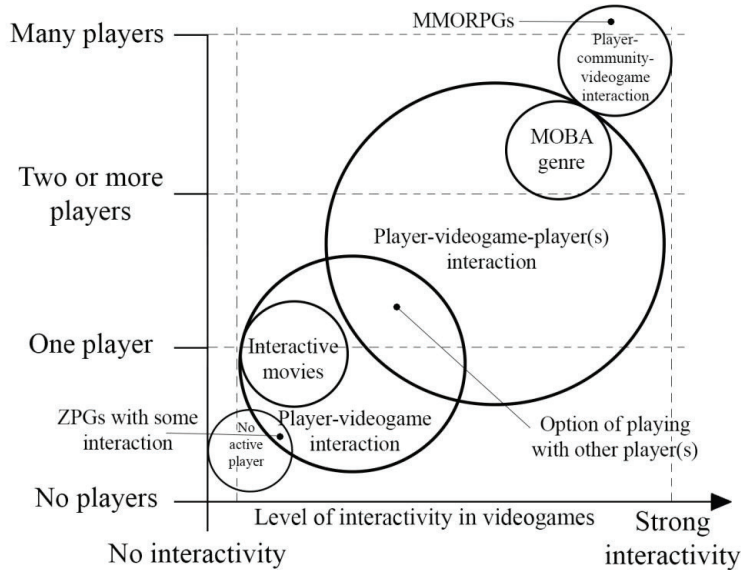 MMORPGs
Many players
Player-
community-
videogame
interaction
MOBA
genre
Two or more
players
Player-videogame-player(s)
interaction
One player
Interactive
movies
ZPGs with some
interaction
No
active
player
Player-videogame
interaction
Option of playing
with other player(s)
No players
Level of interactivity in videogames
No interactivity
Strong
interactivity